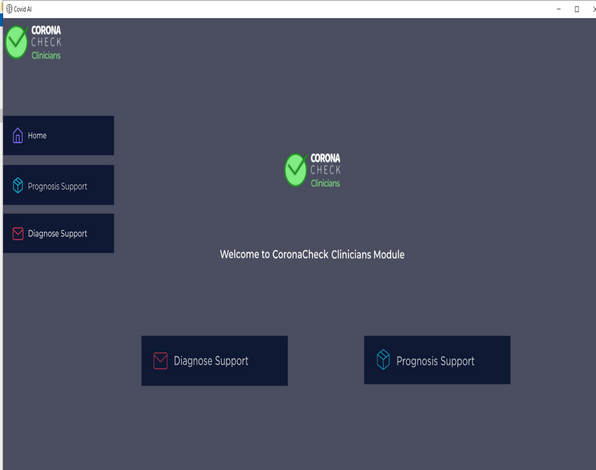 Covid AI
CORONA
CHECK
Clinicians
Home
Prognosis Support
Diagnose Support
CORONA
CHECK
Clinicians
Welcome to CoronaCheck Clinicians Module
Diagnose Support
Prognosis Support